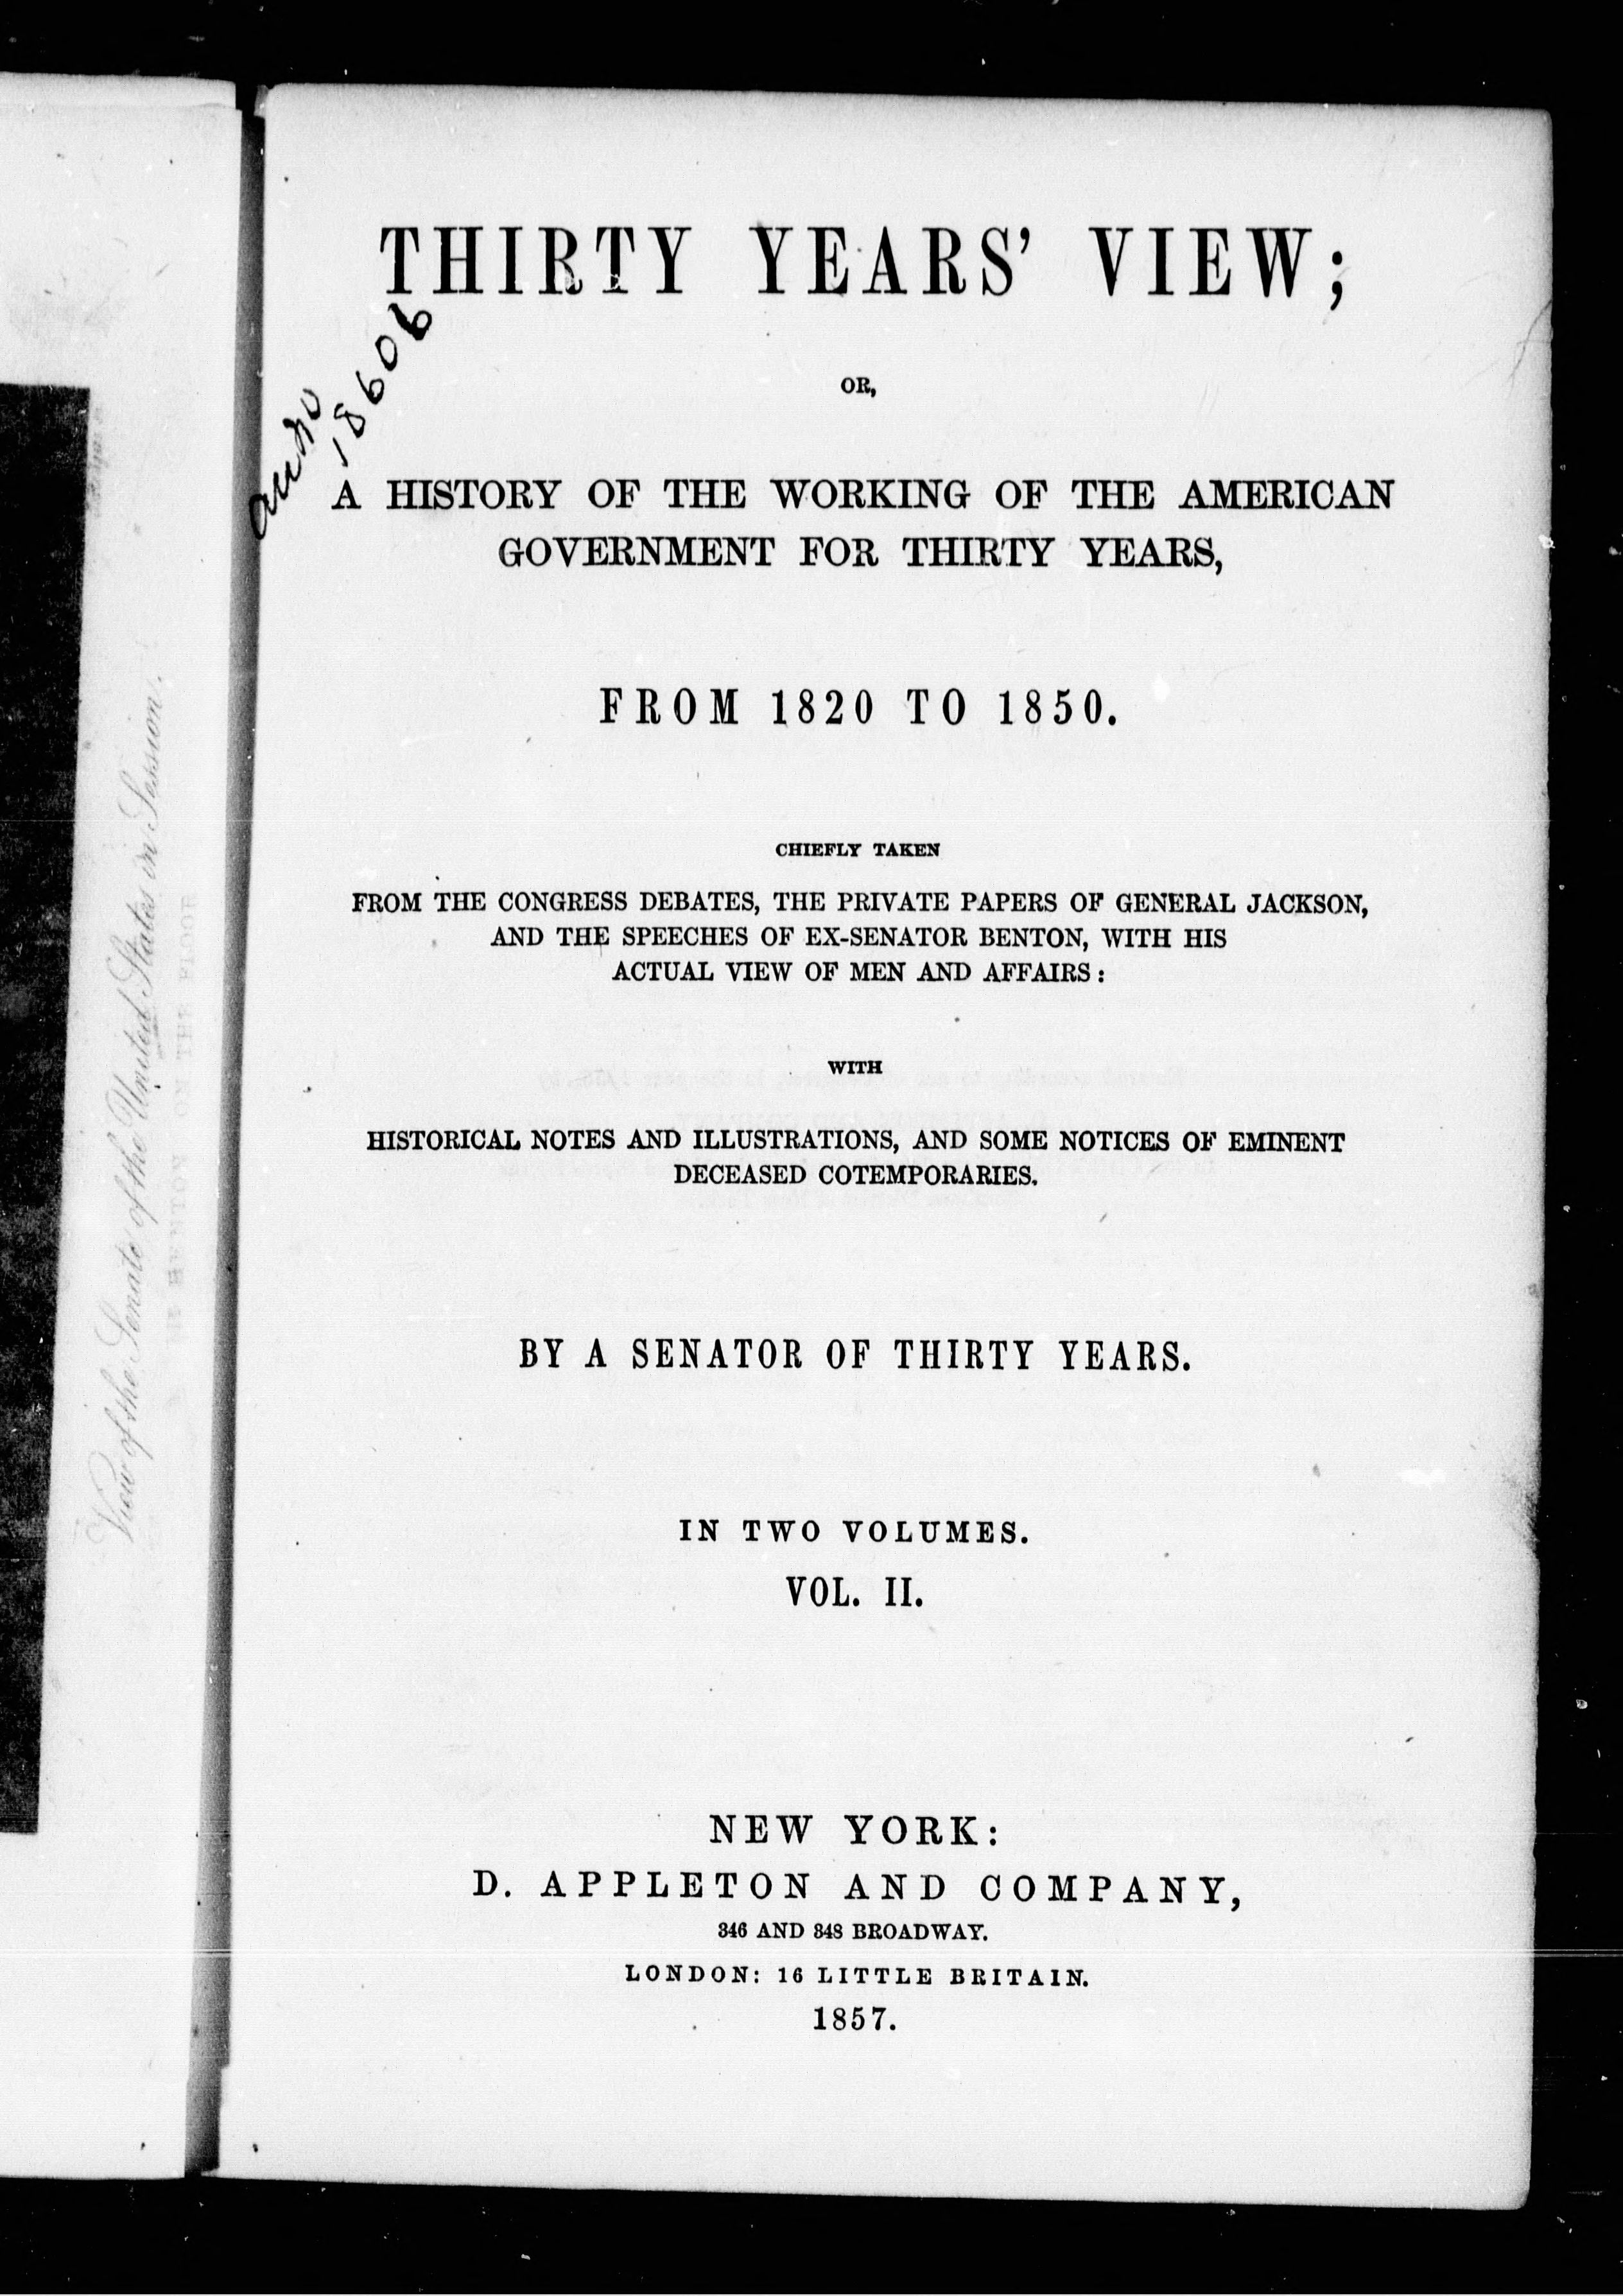 View of the Senate of the United States in Session.
THIRTY YEARS' VIEW;
18606
OR,
A HISTORY OF THE WORKING OF THE AMERICAN
GOVERNMENT FOR THIRTY YEARS,
FROM 1820 TO 1850.
CHIEFLY TAKEN
FROM THE CONGRESS DEBATES, THE PRIVATE PAPERS OF GENERAL JACKSON,
AND THE SPEECHES OF EX-SENATOR BENTON, WITH HIS
ACTUAL VIEW OF MEN AND AFFAIRS:
WITH
HISTORICAL NOTES AND ILLUSTRATIONS, AND SOME NOTICES OF EMINENT
DECEASED COTEMPORARIES.
BY A SENATOR OF THIRTY YEARS.
IN TWO VOLUMES.
VOL. II.
NEW YORK:
D. APPLETON AND COMPANY,
346 AND 348 BROADWAY.
LONDON: 16 LITTLE BRITAIN.
1857.